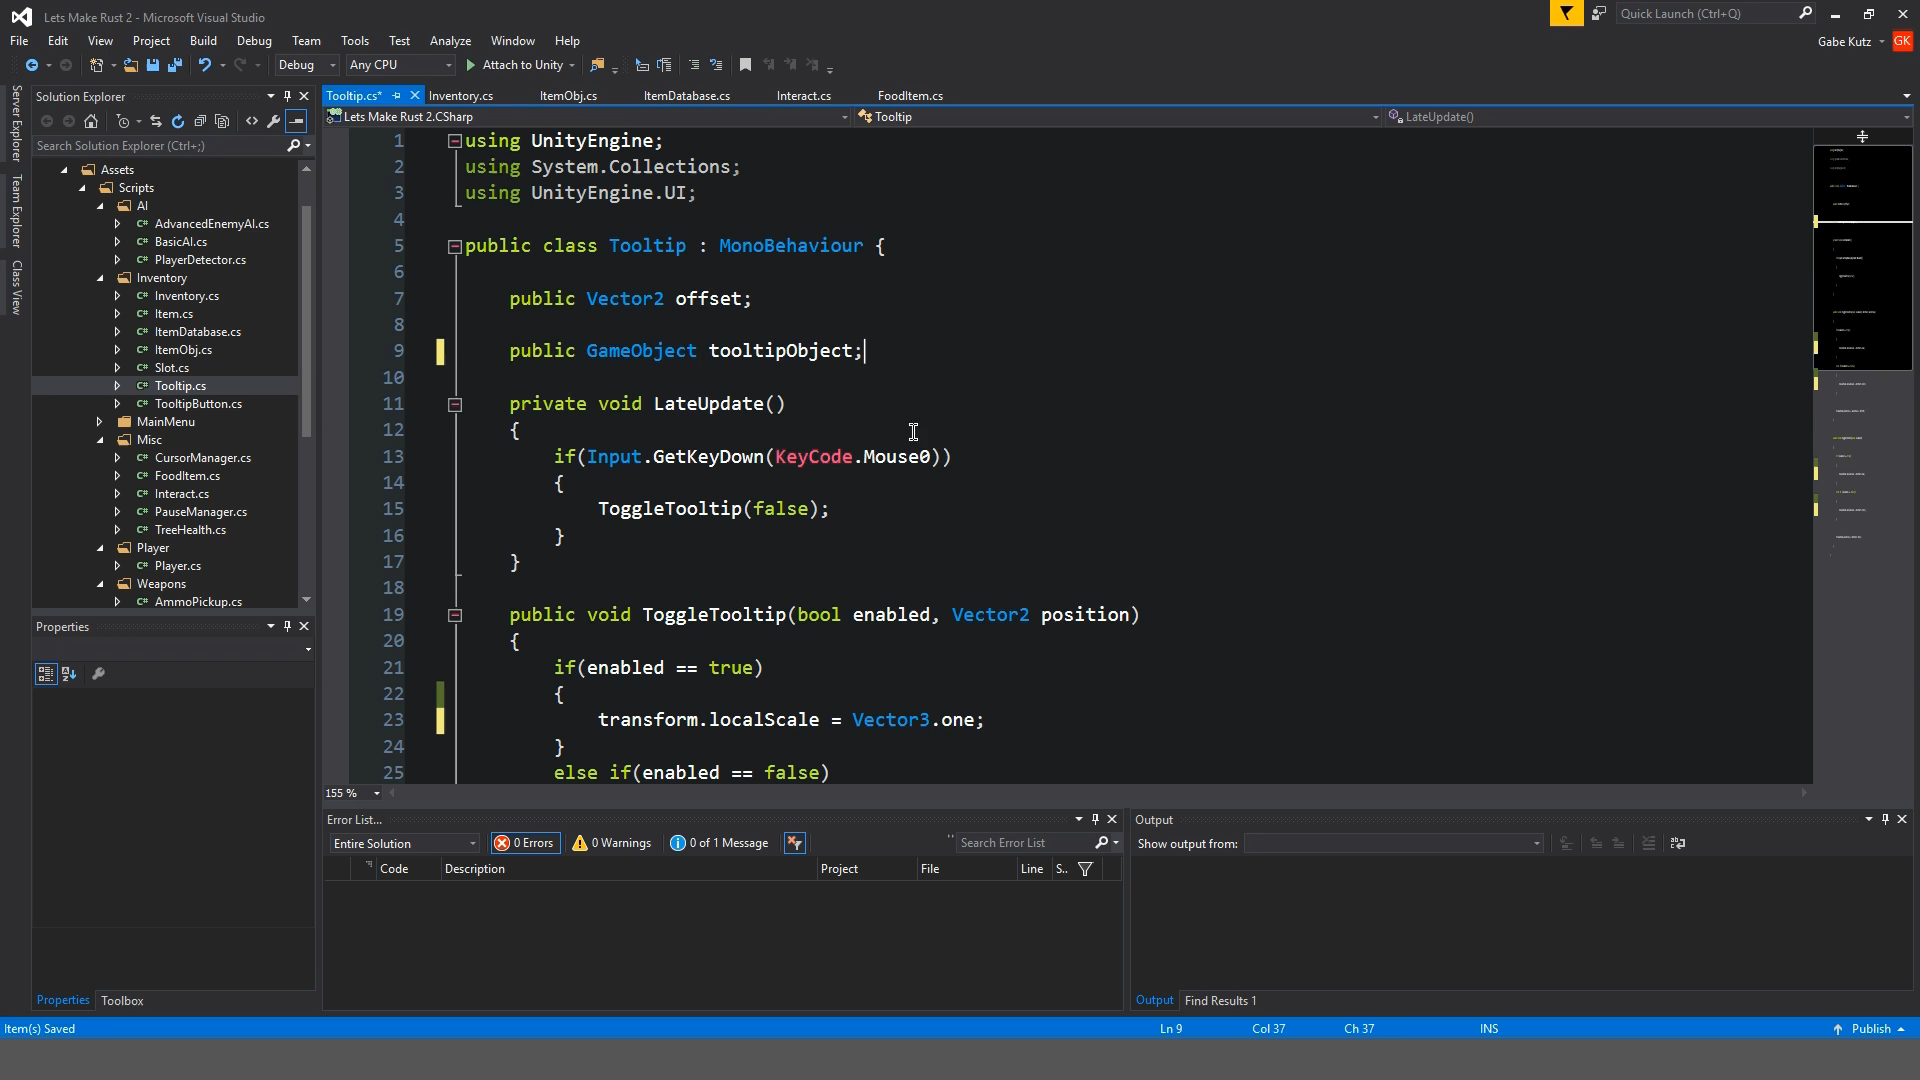 Lets Make Rust 2 - Microsoft Visual Studio
Quick Launch (Ctrl+Q)
File Edit View Project Build Debug Team Tools Test Analyze Window Help
Gabe Kutz GK
Debug Any CPU Attach to Unity
Server Explorer
Team Explorer
Class View
Solution Explorer
Search Solution Explorer (Ctrl+;)
Assets
Scripts
AI
C# AdvancedEnemyAI.cs
C# BasicAI.cs
C# PlayerDetector.cs
Inventory
C# Inventory.cs
C# Item.cs
C# ItemDatabase.cs
C# ItemObj.cs
C# Slot.cs
C# Tooltip.cs
C# TooltipButton.cs
MainMenu
Misc
C# CursorManager.cs
C# FoodItem.cs
C# Interact.cs
C# PauseManager.cs
C# TreeHealth.cs
Player
C# Player.cs
Weapons
C# AmmoPickup.cs
Properties
Properties Toolbox
Tooltip.cs* Inventory.cs ItemObj.cs ItemDatabase.cs Interact.cs FoodItem.cs
Lets Make Rust 2.CSharp Tooltip LateUpdate()
1 using UnityEngine;
2 using System.Collections;
3 using UnityEngine.UI;
4
5 public class Tooltip : MonoBehaviour {
6
7 public Vector2 offset;
8
9 public GameObject tooltipObject;
10
11 private void LateUpdate()
12 {
13 if(Input.GetKeyDown(KeyCode.Mouse0))
14 {
15 ToggleTooltip(false);
16 }
17 }
18
19 public void ToggleTooltip(bool enabled, Vector2 position)
20 {
21 if(enabled == true)
22 {
23 transform.localScale = Vector3.one;
24 }
25 else if(enabled == false)
155 %
Error List...
Entire Solution 0 Errors 0 Warnings 0 of 1 Message Search Error List
Code Description Project File Line S..
Output
Show output from:
Output Find Results 1
Item(s) Saved Ln 9 Col 37 Ch 37 INS Publish